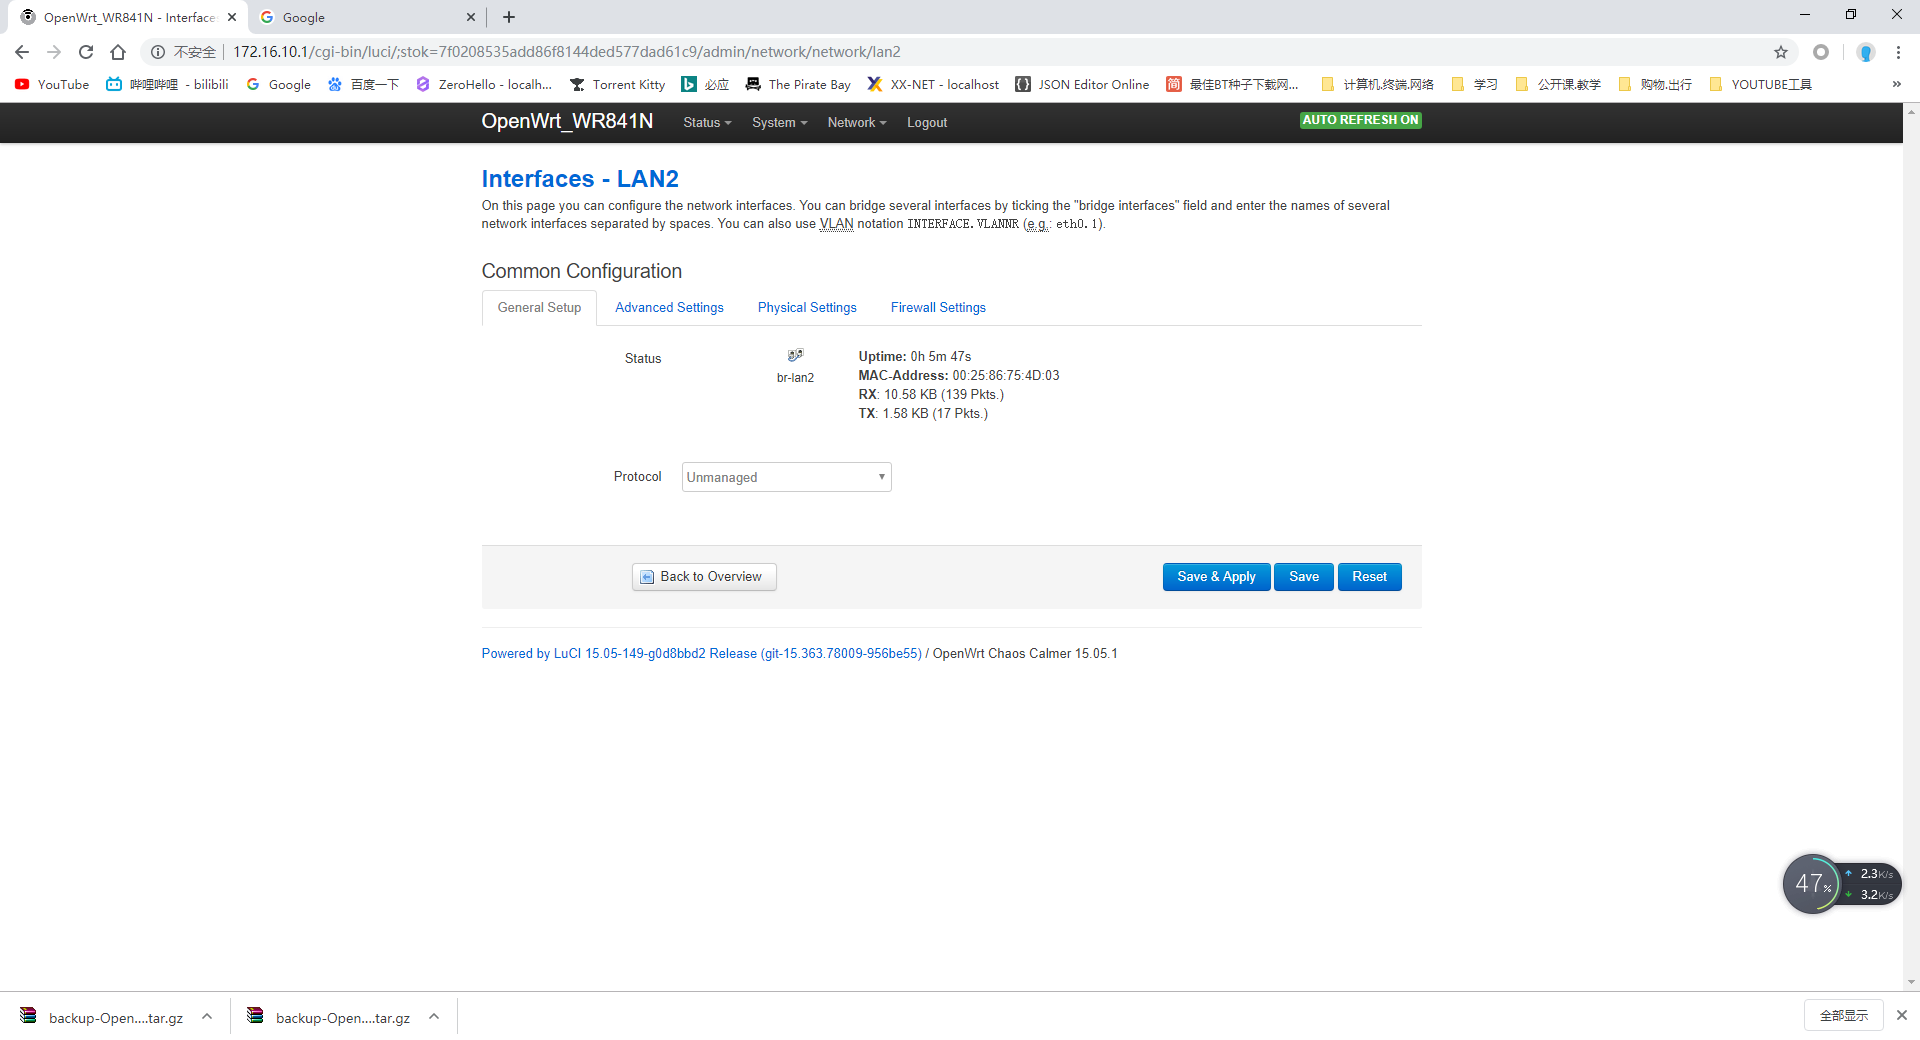 OpenWrt_WR841N - Interfaces
Google
不安全 172.16.10.1/cgi-bin/luci/;stok=7f0208535add86f8144ded577dad61c9/admin/network/network/lan2
YouTube 哔哩哔哩 - bilibili Google 百度一下 ZeroHello - localh... Torrent Kitty 必应 The Pirate Bay XX-NET - localhost JSON Editor Online 简 最佳BT种子下载网... 计算机,终端,网络 学习 公开课,教学 购物,出行 YOUTUBE工具 »
OpenWrt_WR841N Status System Network Logout AUTO REFRESH ON
Interfaces - LAN2
On this page you can configure the network interfaces. You can bridge several interfaces by ticking the "bridge interfaces" field and enter the names of several
network interfaces separated by spaces. You can also use VLAN notation INTERFACE.VLANNR (e.g.: eth0.1).
Common Configuration
General Setup Advanced Settings Physical Settings Firewall Settings
Status
br-lan2
Uptime: 0h 5m 47s
MAC-Address: 00:25:86:75:4D:03
RX: 10.58 KB (139 Pkts.)
TX: 1.58 KB (17 Pkts.)
Protocol Unmanaged
Back to Overview Save & Apply Save Reset
Powered by LuCI 15.05-149-g0d8bbd2 Release (git-15.363.78009-956be55) / OpenWrt Chaos Calmer 15.05.1
47%
2.3K/s
3.2K/s
backup-Open....tar.gz backup-Open....tar.gz 全部显示